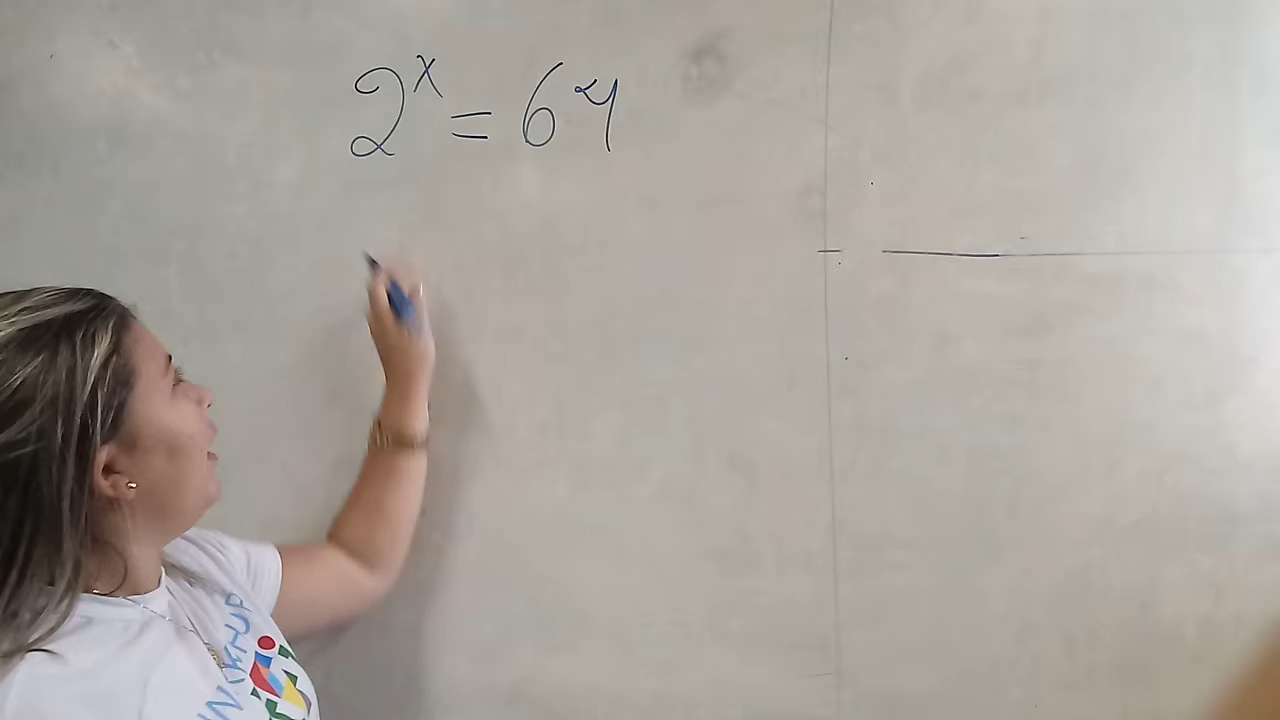 2^x = 64